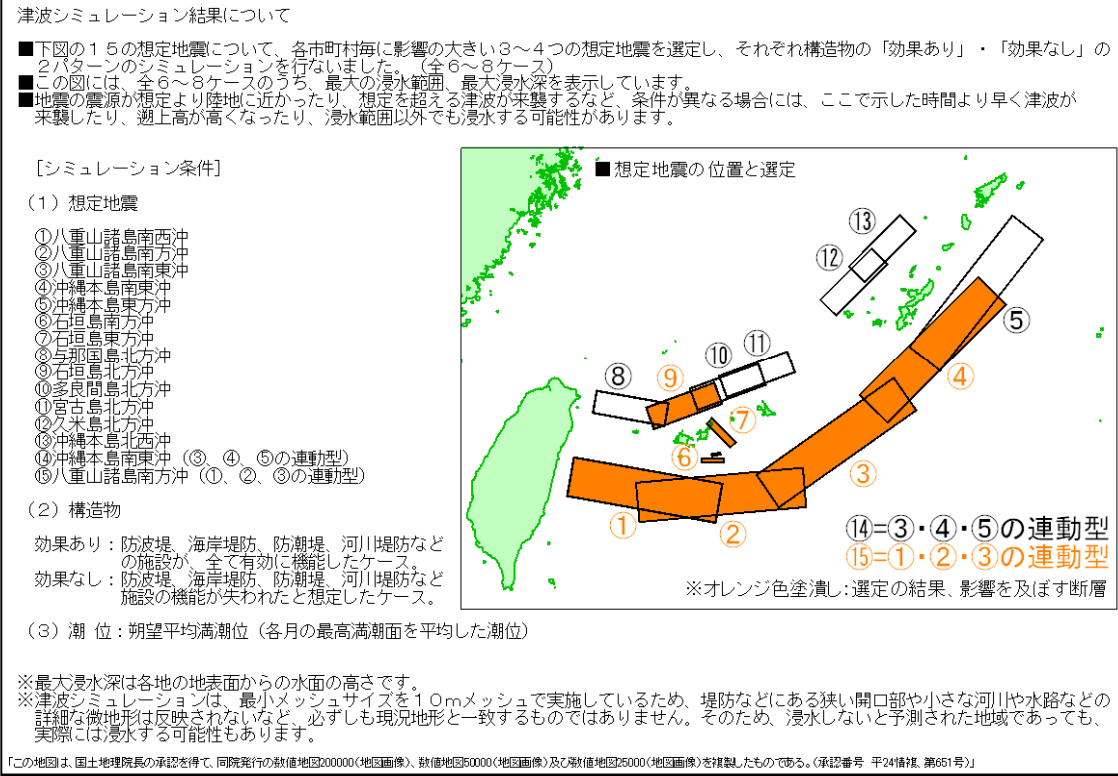 津波シミュレーション結果について
■下図の１５の想定地震について、各市町村毎に影響の大きい３～４つの想定地震を選定し、それぞれ構造物の「効果あり」・「効果なし」の
２パターンのシミュレーションを行ないました。（全６～８ケース）
■この図には、全６～８ケースのうち、最大の浸水範囲、最大浸水深を表示しています。
■地震の震源が想定より陸地に近かったり、想定を超える津波が来襲するなど、条件が異なる場合には、ここで示した時間より早く津波が
来襲したり、遡上高が高くなったり、浸水範囲以外でも浸水する可能性があります。
［シミュレーション条件］
（１）想定地震
①八重山諸島南西沖
②八重山諸島南方沖
③八重山諸島南東沖
④沖縄本島南東沖
⑤沖縄本島東方沖
⑥石垣島南方沖
⑦石垣島東方沖
⑧与那国島北方沖
⑨石垣島北方沖
⑩多良間島北方沖
⑪宮古島北方沖
⑫久米島北方沖
⑬沖縄本島北西沖
⑭沖縄本島南東沖（③、④、⑤の連動型）
⑮八重山諸島南方沖（①、②、③の連動型）
（２）構造物
効果あり：防波堤、海岸堤防、防潮堤、河川堤防など
の施設が、全て有効に機能したケース。
効果なし：防波堤、海岸堤防、防潮堤、河川堤防など
施設の機能が失われたと想定したケース。
（３）潮 位：朔望平均満潮位（各月の最高満潮面を平均した潮位）
■想定地震の位置と選定
⑬
⑫
⑤
⑪
⑩
⑨
⑧
④
⑦
⑥
③
①
②
⑭=③・④・⑤の連動型
⑮=①・②・③の連動型
※オレンジ色塗潰し：選定の結果、影響を及ぼす断層
※最大浸水深は各地の地表面からの水面の高さです。
※津波シミュレーションは、最小メッシュサイズを１０ｍメッシュで実施しているため、堤防などにある狭い開口部や小さな河川や水路などの
詳細な微地形は反映されないなど、必ずしも現況地形と一致するものではありません。そのため、浸水しないと予測された地域であっても、
実際には浸水する可能性もあります。
「この地図は、国土地理院長の承認を得て、同院発行の数値地図200000（地図画像）、数値地図50000（地図画像）及び数値地図25000（地図画像）を複製したものである。（承認番号 平24情複、第651号）」